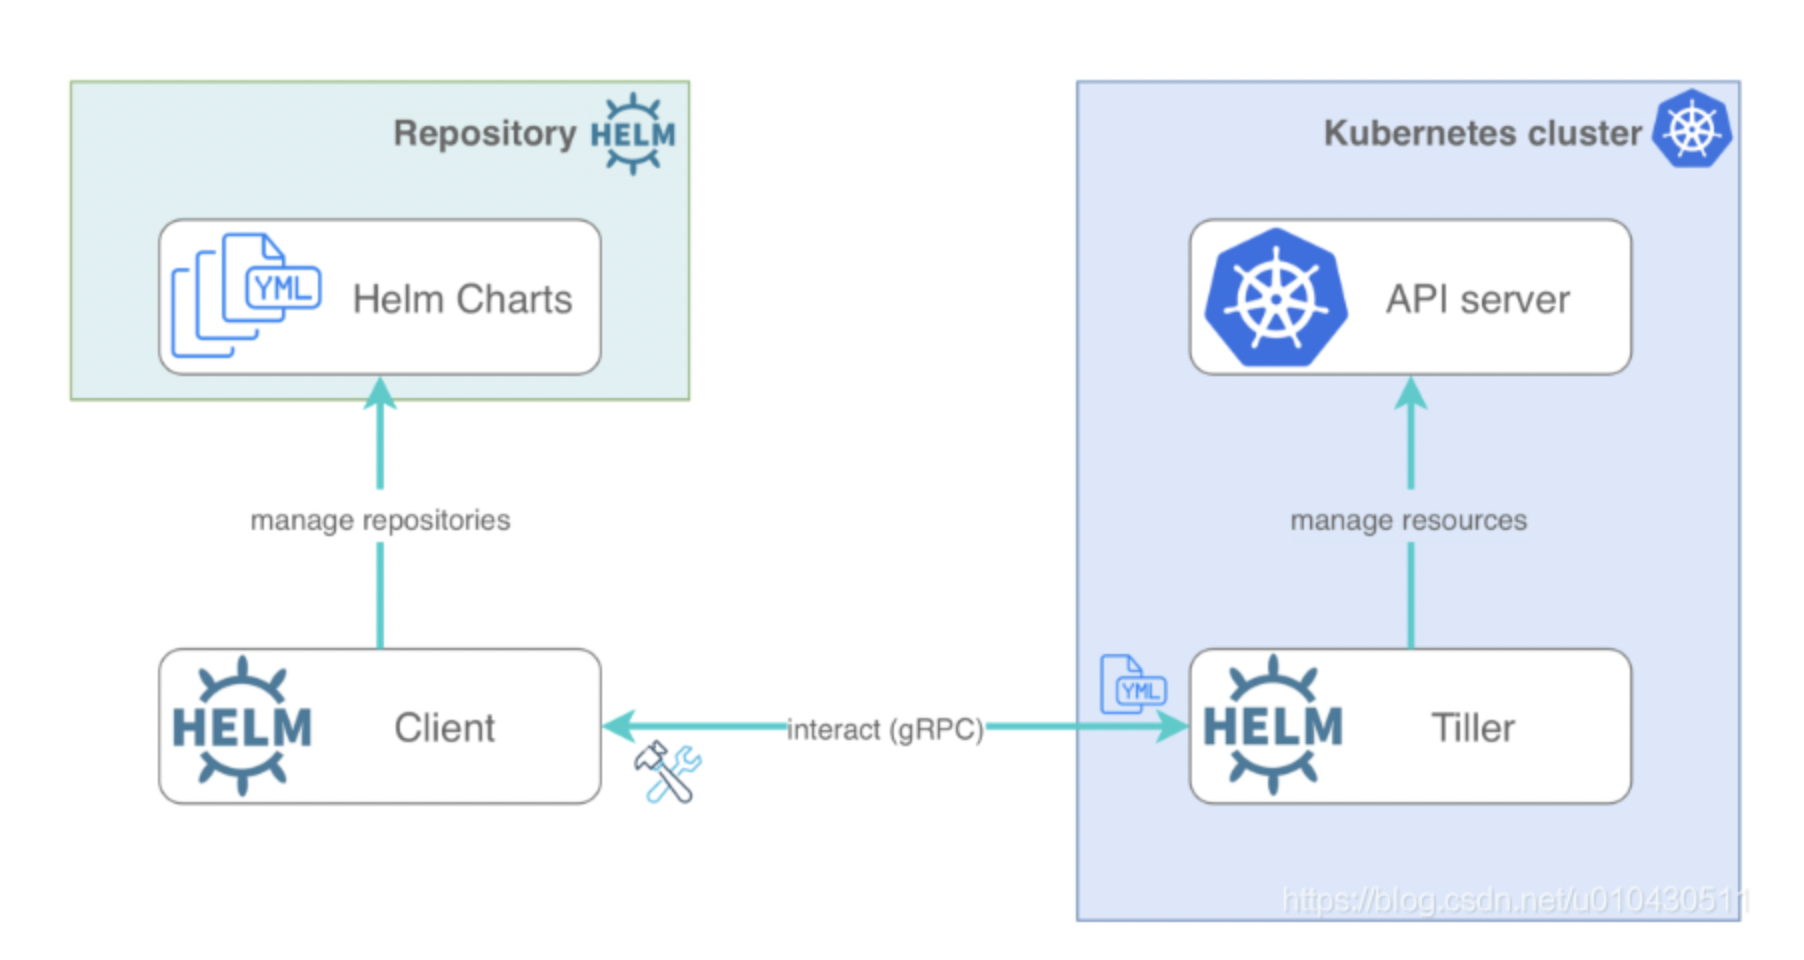 Repository
HELM
Kubernetes cluster
YML
Helm Charts
API server
manage repositories
manage resources
HELM
Client
interact (gRPC)
YML
HELM
Tiller
https://blog.csdn.net/u010430511